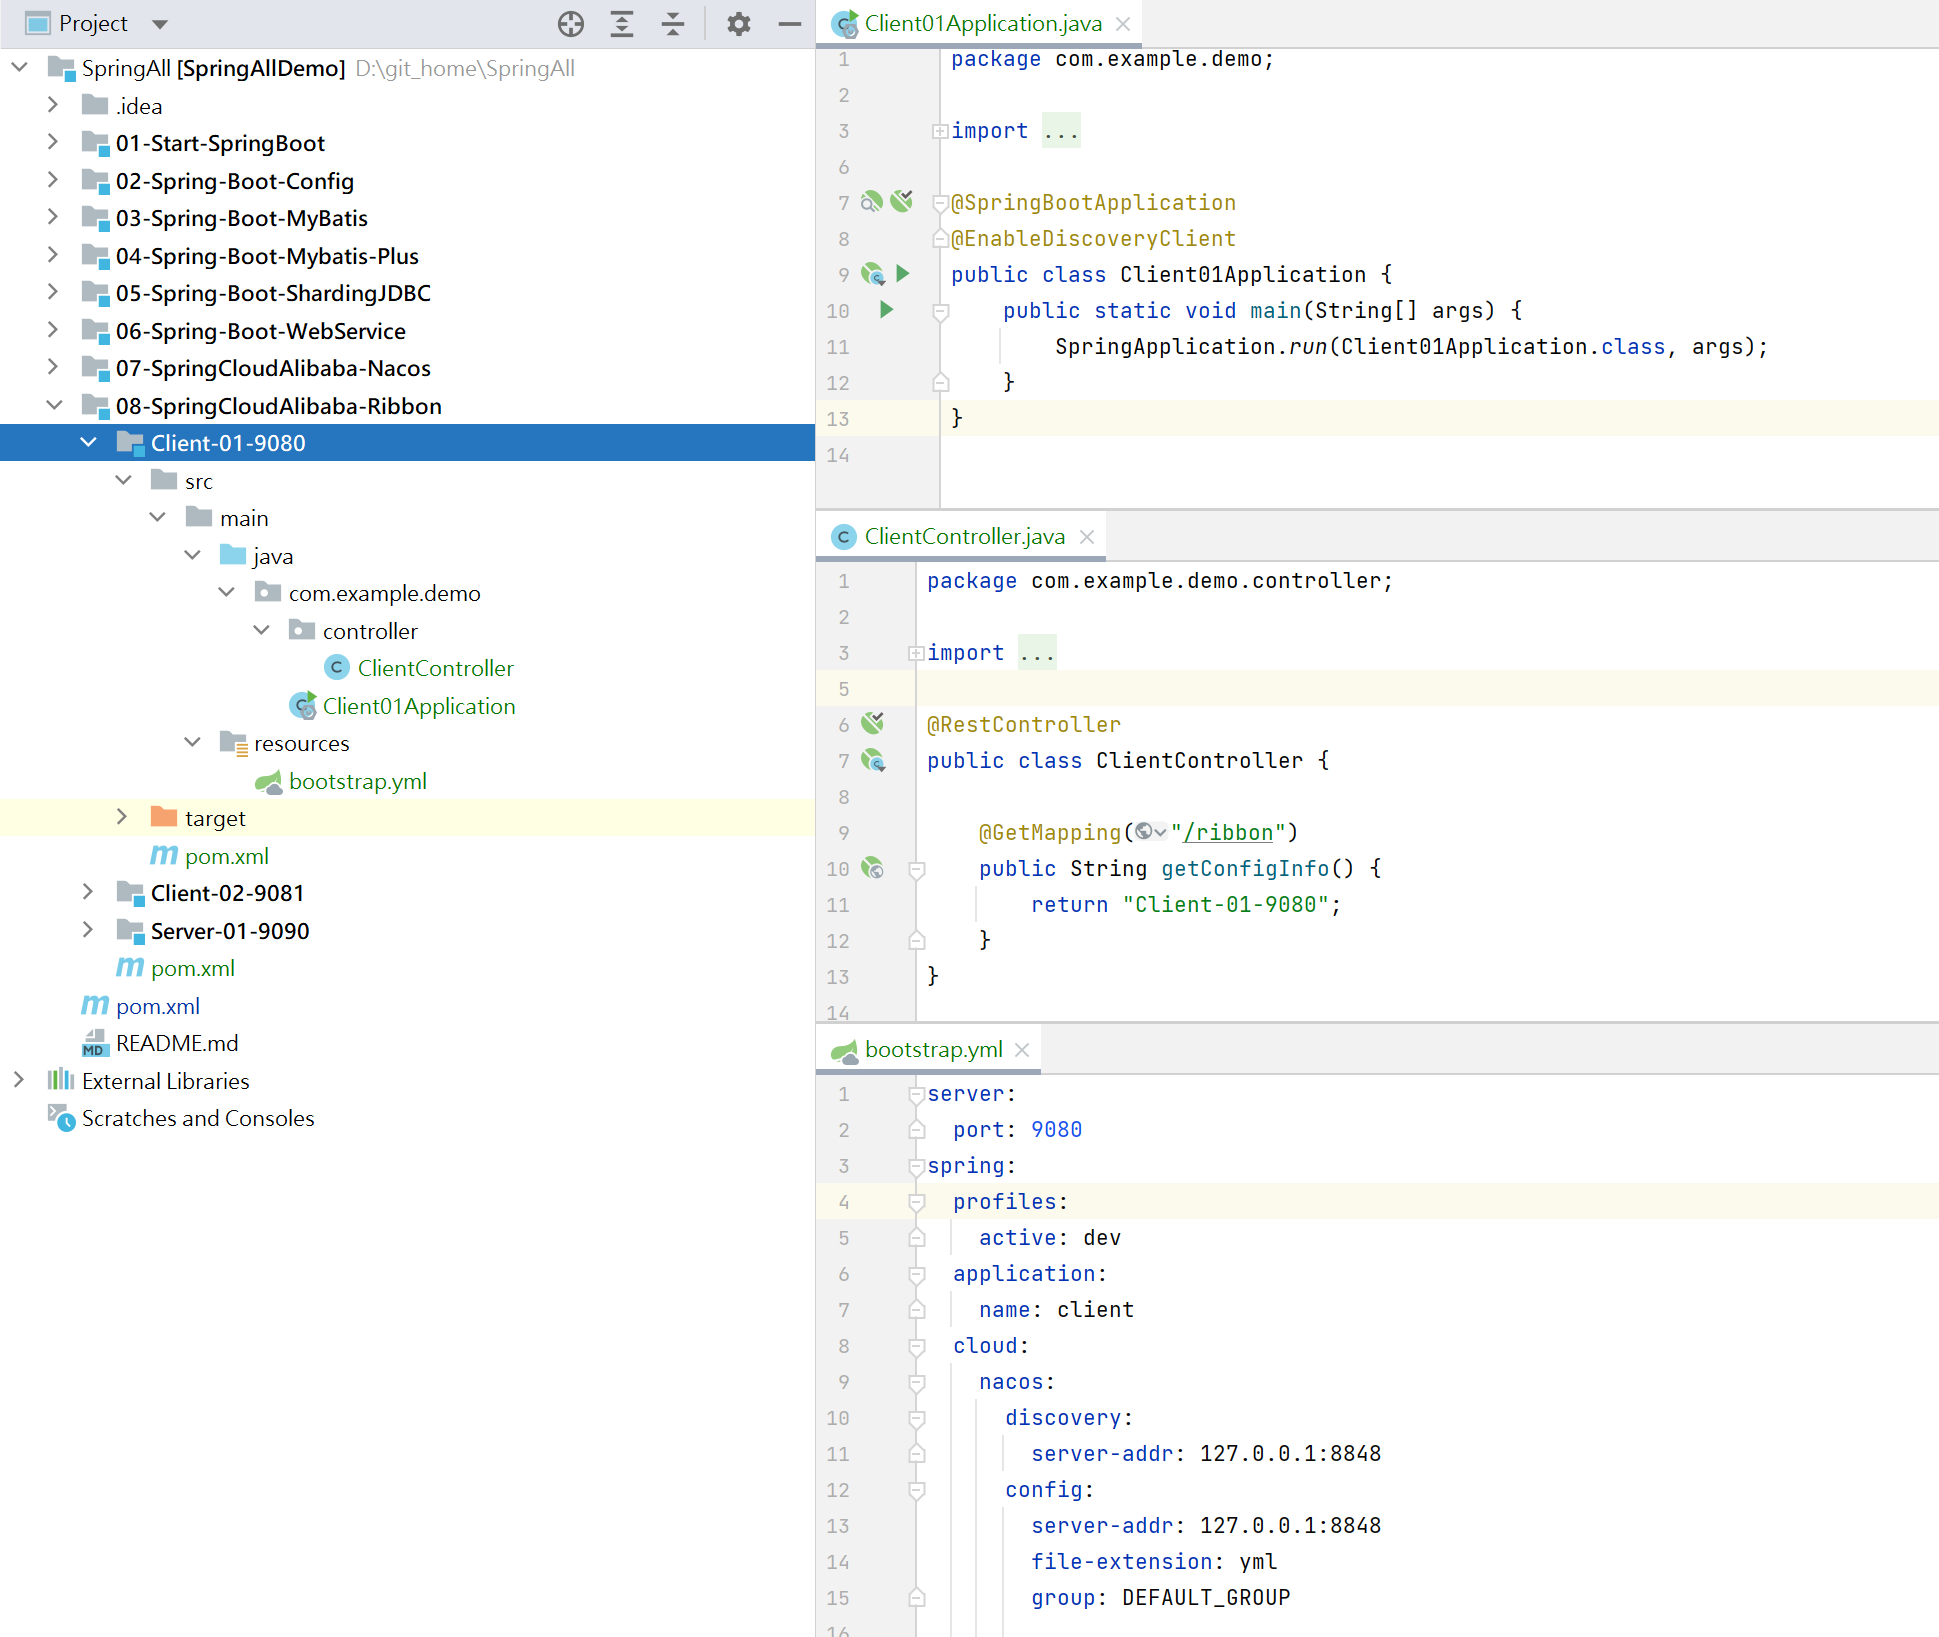 Project
SpringAll [SpringAllDemo] D:\git_home\SpringAll
.idea
01-Start-SpringBoot
02-Spring-Boot-Config
03-Spring-Boot-MyBatis
04-Spring-Boot-Mybatis-Plus
05-Spring-Boot-ShardingJDBC
06-Spring-Boot-WebService
07-SpringCloudAlibaba-Nacos
08-SpringCloudAlibaba-Ribbon
Client-01-9080
src
main
java
com.example.demo
controller
C ClientController
Client01Application
resources
bootstrap.yml
target
m pom.xml
Client-02-9081
Server-01-9090
m pom.xml
m pom.xml
MD README.md
External Libraries
Scratches and Consoles
Client01Application.java
1 package com.example.demo;
2
3 import ...
6
7 @SpringBootApplication
8 @EnableDiscoveryClient
9 public class Client01Application {
10 public static void main(String[] args) {
11 SpringApplication.run(Client01Application.class, args);
12 }
13 }
14
C ClientController.java
1 package com.example.demo.controller;
2
3 import ...
5
6 @RestController
7 public class ClientController {
8
9 @GetMapping("/ribbon")
10 public String getConfigInfo() {
11 return "Client-01-9080";
12 }
13 }
14
bootstrap.yml
1 server:
2 port: 9080
3 spring:
4 profiles:
5 active: dev
6 application:
7 name: client
8 cloud:
9 nacos:
10 discovery:
11 server-addr: 127.0.0.1:8848
12 config:
13 server-addr: 127.0.0.1:8848
14 file-extension: yml
15 group: DEFAULT_GROUP
16